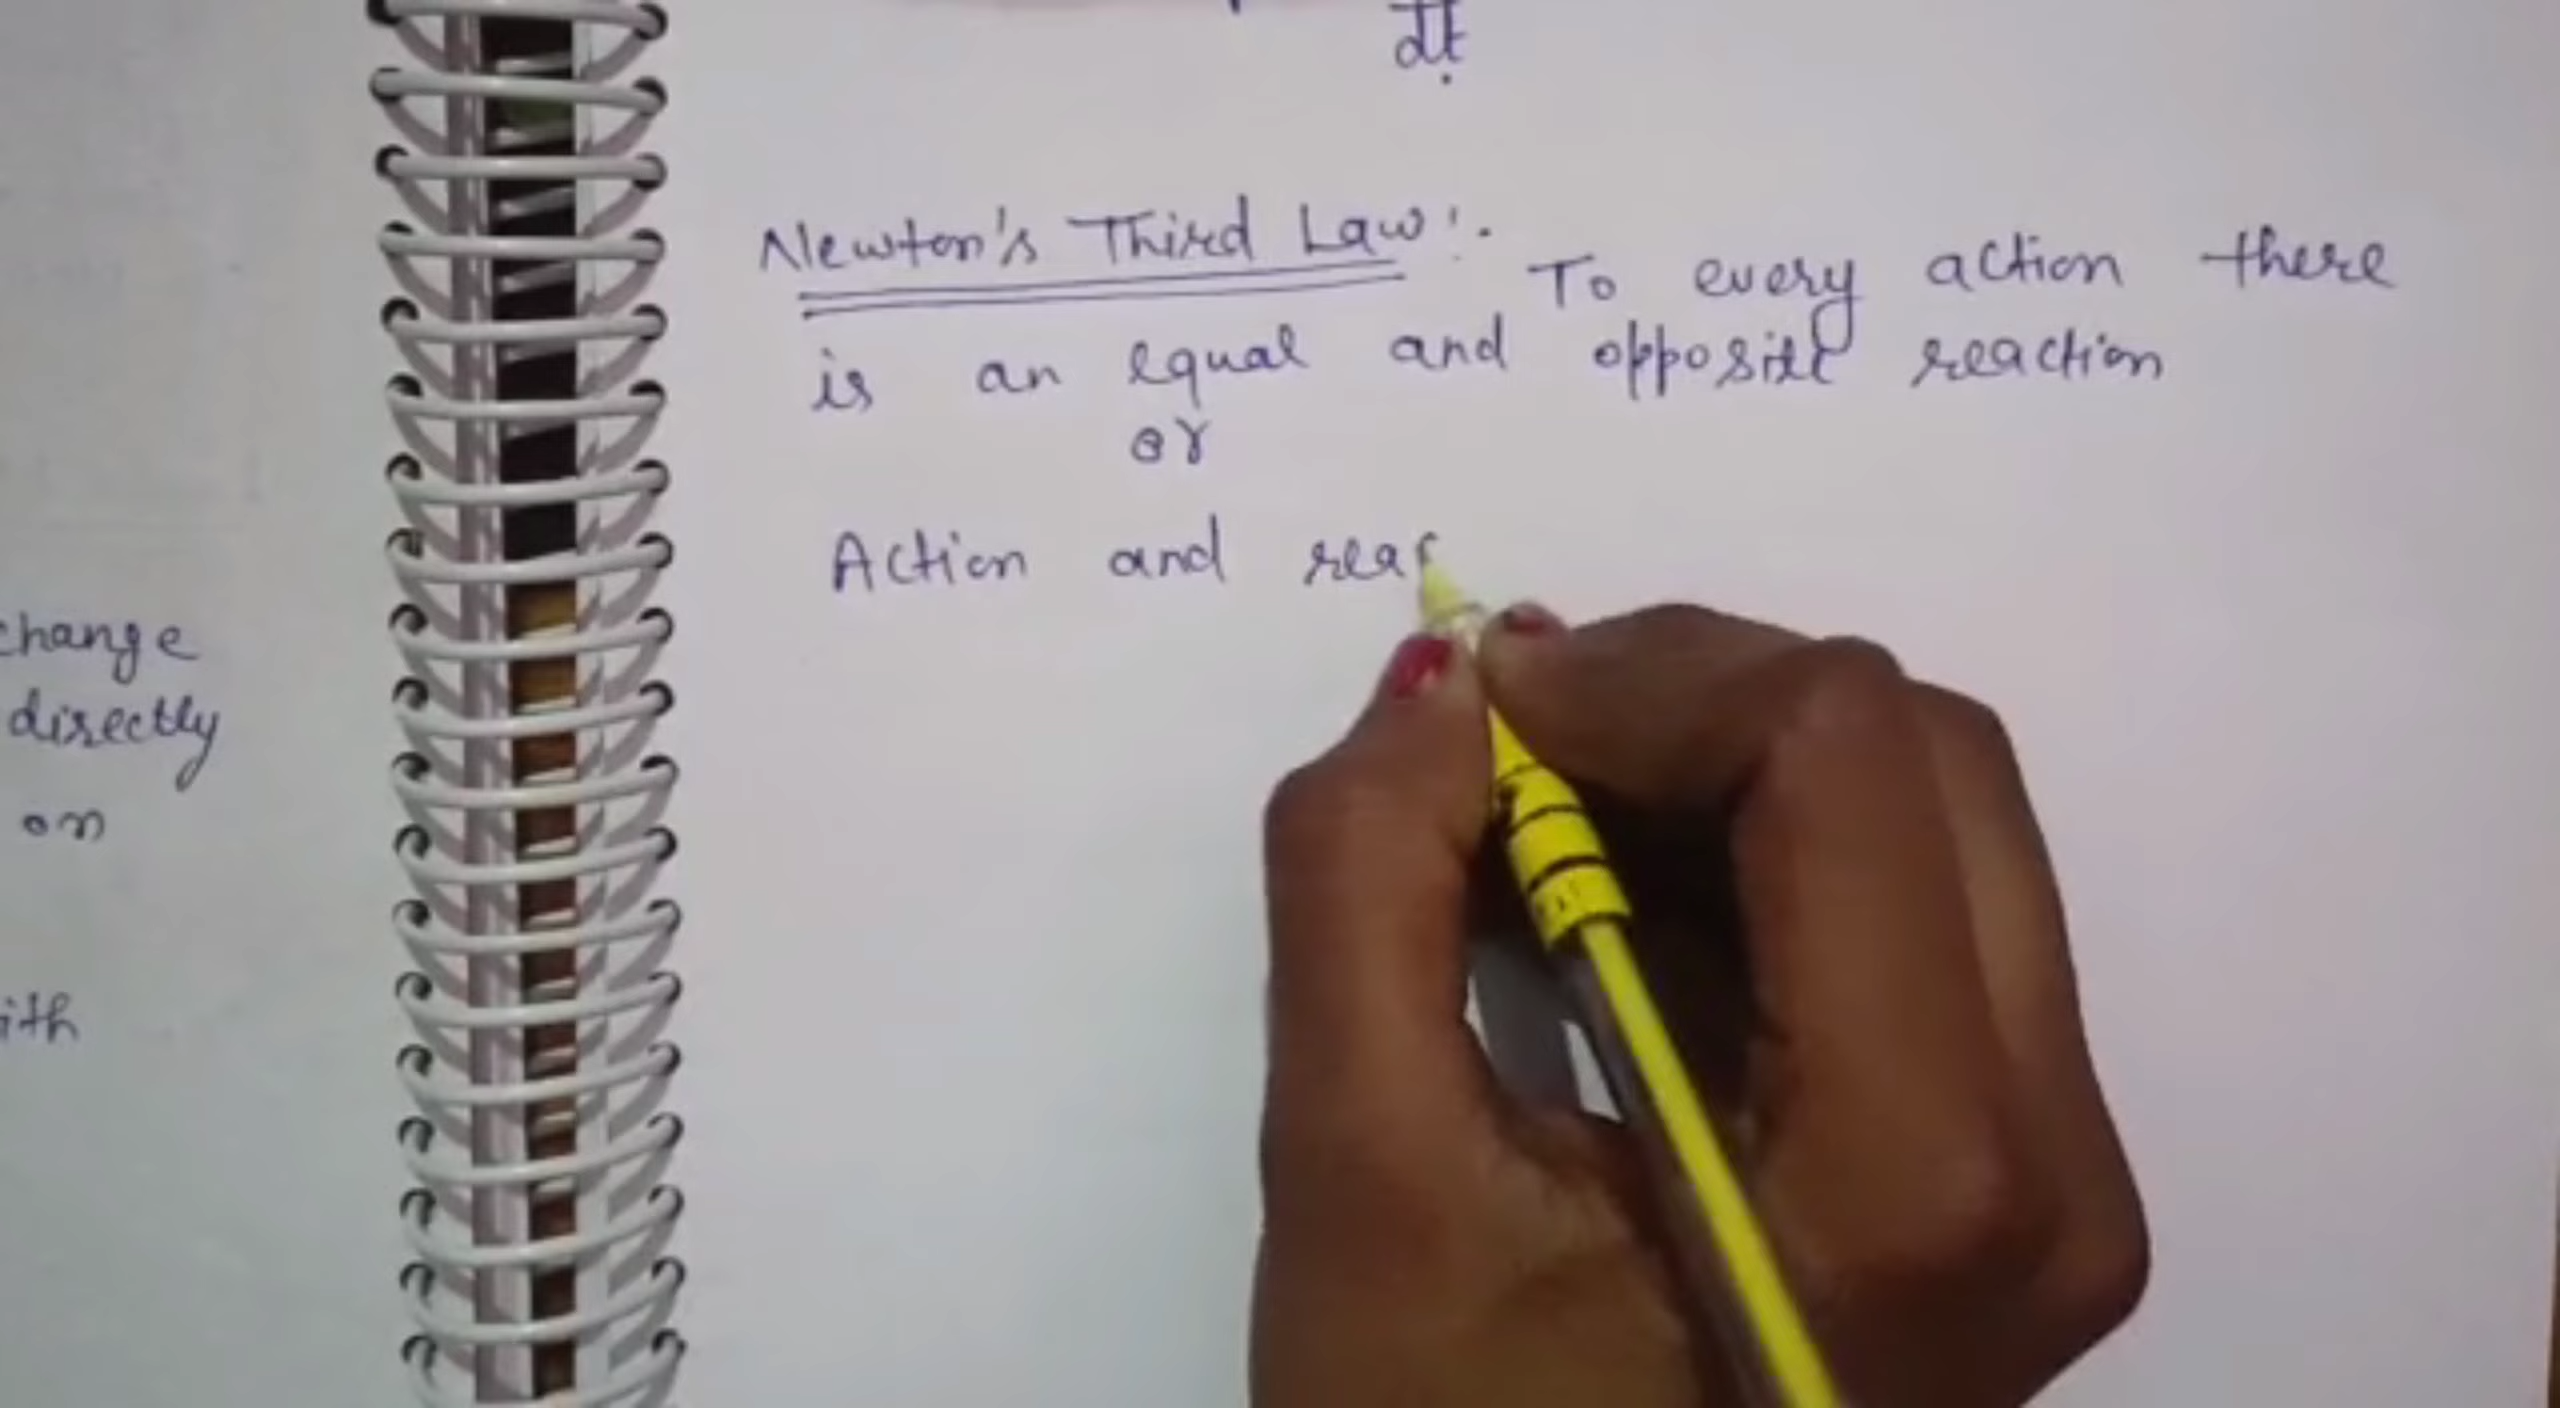 change
directly
on
ith
dt.
Newton's Third Law :- To every action there
is an equal and opposite reaction
or
Action and reac